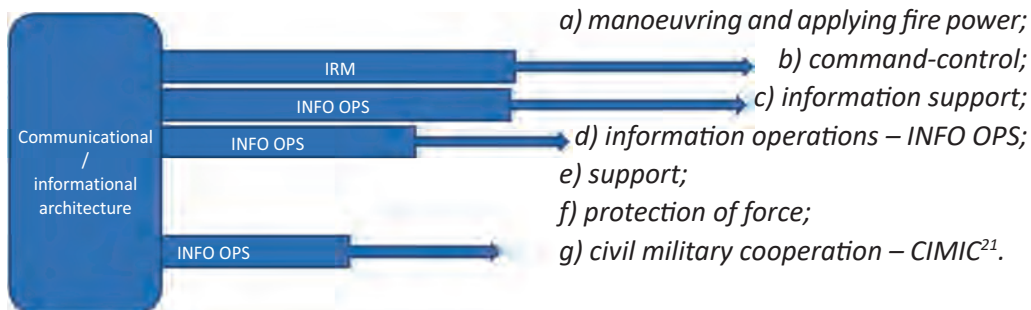 Communicational
/
informational
architecture
IRM
INFO OPS
INFO OPS
INFO OPS
a) manoeuvring and applying fire power;
b) command-control;
c) information support;
d) information operations – INFO OPS;
e) support;
f) protection of force;
g) civil military cooperation – CIMIC²¹.